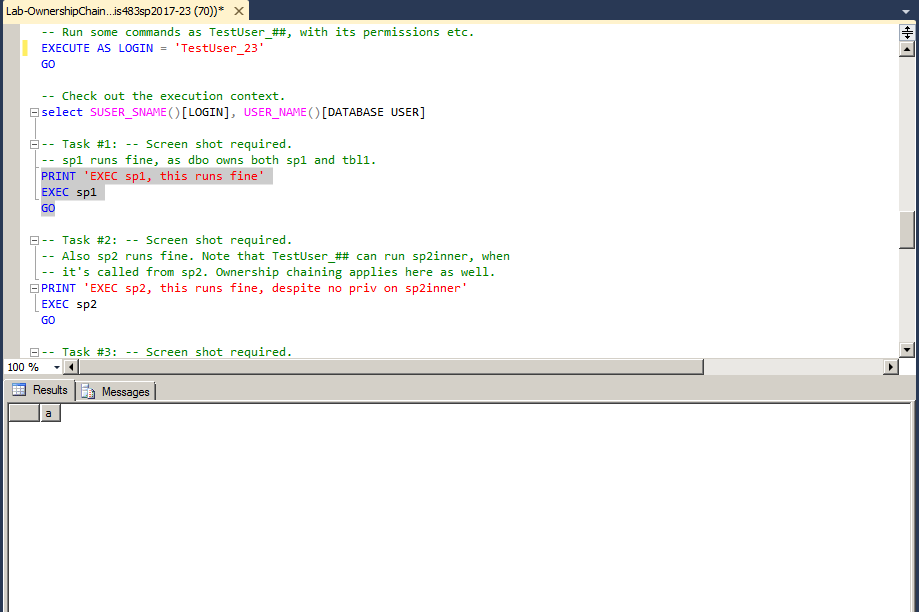 Lab-OwnershipChain...is483sp2017-23 (70))*
-- Run some commands as TestUser_##, with its permissions etc.
EXECUTE AS LOGIN = 'TestUser_23'
GO
-- Check out the execution context.
select SUSER_SNAME()[LOGIN], USER_NAME()[DATABASE USER]
-- Task #1: -- Screen shot required.
-- sp1 runs fine, as dbo owns both sp1 and tbl1.
PRINT 'EXEC sp1, this runs fine'
EXEC sp1
GO
-- Task #2: -- Screen shot required.
-- Also sp2 runs fine. Note that TestUser_## can run sp2inner, when
-- it's called from sp2. Ownership chaining applies here as well.
PRINT 'EXEC sp2, this runs fine, despite no priv on sp2inner'
EXEC sp2
GO
-- Task #3: -- Screen shot required.
100 %
Results Messages
a